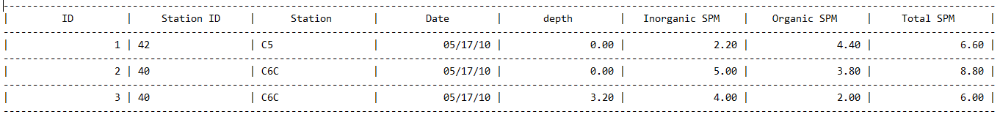 | ID | Station ID | Station | Date | depth | Inorganic SPM | Organic SPM | Total SPM |
| 1 | 42 | C5 | 05/17/10 | 0.00 | 2.20 | 4.40 | 6.60 |
| 2 | 40 | C6C | 05/17/10 | 0.00 | 5.00 | 3.80 | 8.80 |
| 3 | 40 | C6C | 05/17/10 | 3.20 | 4.00 | 2.00 | 6.00 |